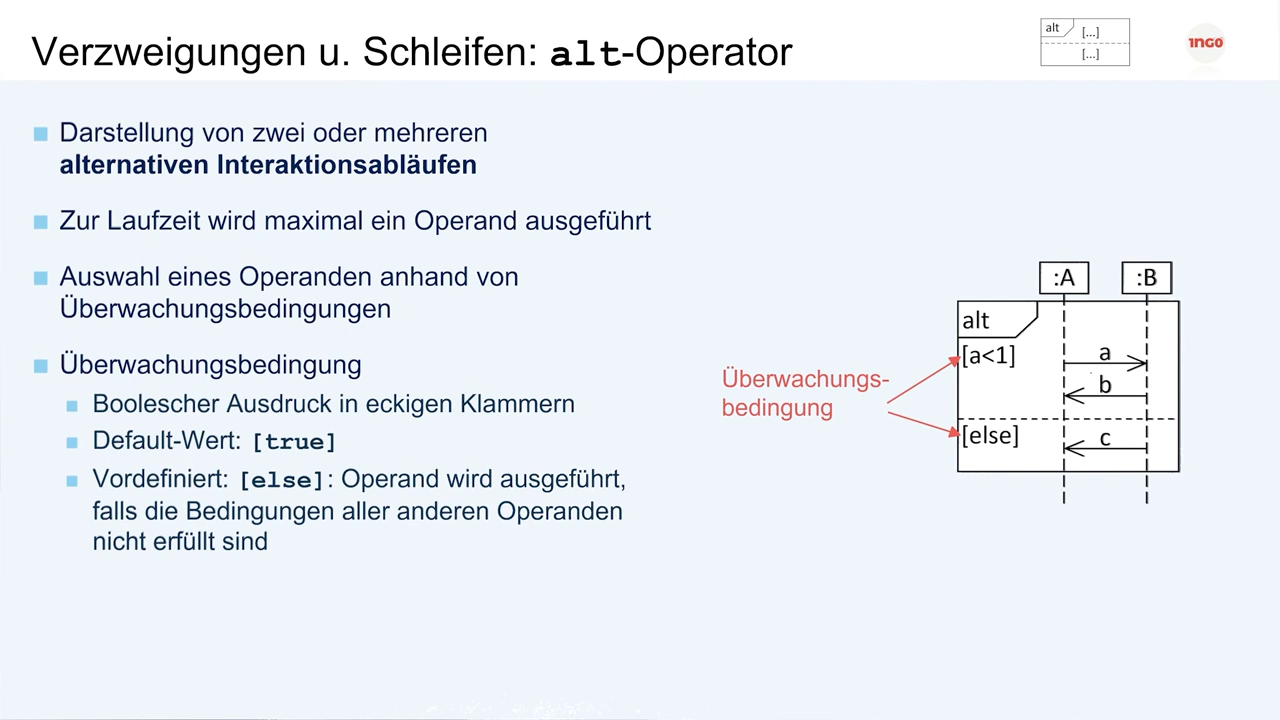 Verzweigungen u. Schleifen: alt-Operator
alt
[...]
[...]
INGO
Darstellung von zwei oder mehreren
alternativen Interaktionsabläufen
Zur Laufzeit wird maximal ein Operand ausgeführt
Auswahl eines Operanden anhand von
Überwachungsbedingungen
Überwachungsbedingung
Boolescher Ausdruck in eckigen Klammern
Default-Wert: [true]
Vordefiniert: [else]: Operand wird ausgeführt,
falls die Bedingungen aller anderen Operanden
nicht erfüllt sind
Überwachungs-
bedingung
:A
:B
alt
[a<1]
a
b
[else]
c